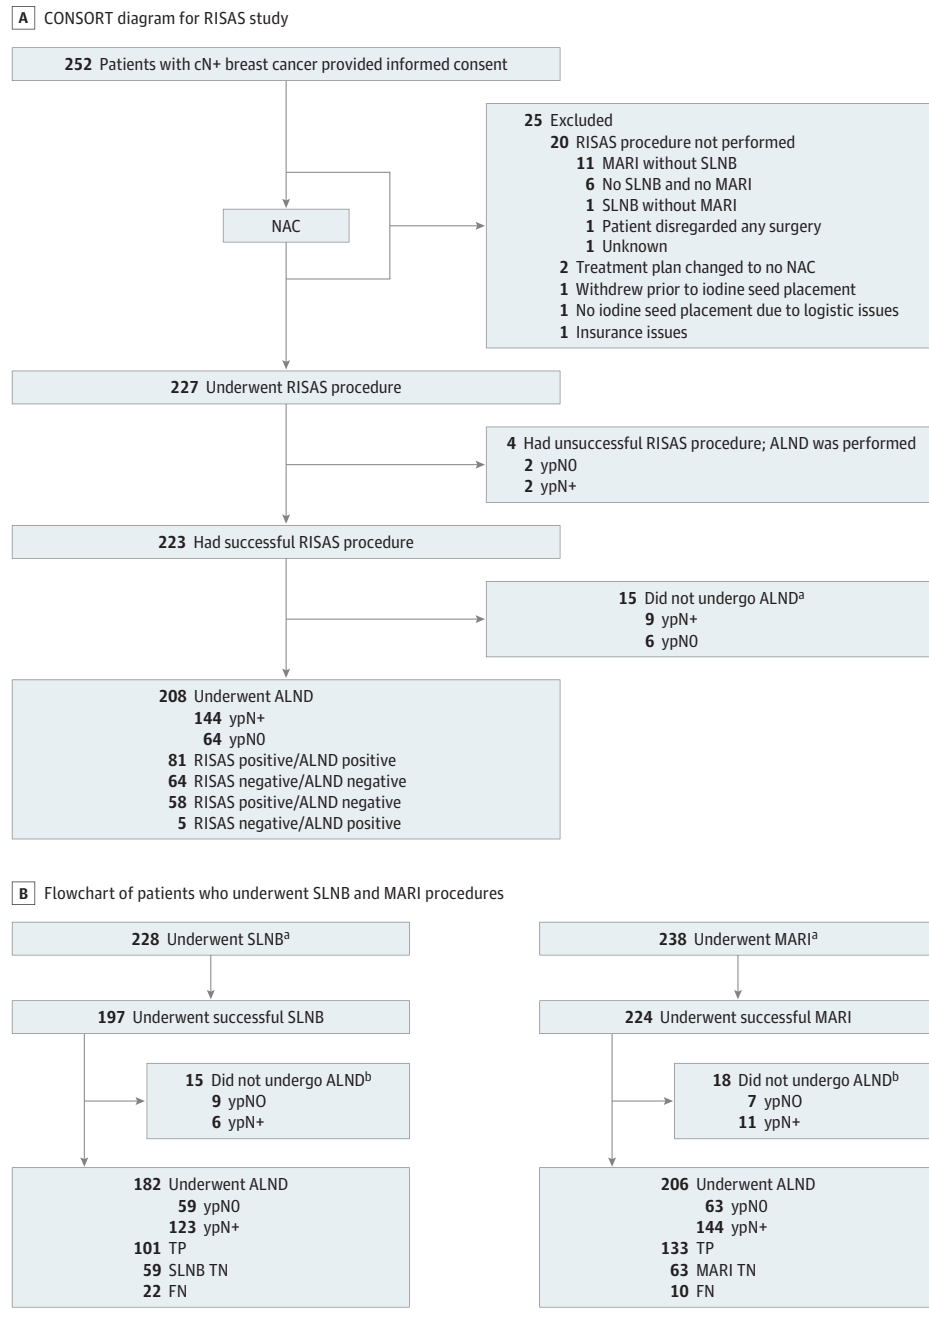 A CONSORT diagram for RISAS study
252 Patients with cN+ breast cancer provided informed consent
25 Excluded
20 RISAS procedure not performed
11 MARI without SLNB
6 No SLNB and no MARI
1 SLNB without MARI
1 Patient disregarded any surgery
1 Unknown
2 Treatment plan changed to no NAC
1 Withdrew prior to iodine seed placement
1 No iodine seed placement due to logistic issues
1 Insurance issues
NAC
227 Underwent RISAS procedure
4 Had unsuccessful RISAS procedure; ALND was performed
2 ypN0
2 ypN+
223 Had successful RISAS procedure
15 Did not undergo ALNDa
9 ypN+
6 ypN0
208 Underwent ALND
144 ypN+
64 ypN0
81 RISAS positive/ALND positive
64 RISAS negative/ALND negative
58 RISAS positive/ALND negative
5 RISAS negative/ALND positive
B Flowchart of patients who underwent SLNB and MARI procedures
228 Underwent SLNBa
197 Underwent successful SLNB
15 Did not undergo ALNDb
9 ypNO
6 ypN+
182 Underwent ALND
59 ypN0
123 ypN+
101 TP
59 SLNB TN
22 FN
238 Underwent MARIa
224 Underwent successful MARI
18 Did not undergo ALNDb
7 ypNO
11 ypN+
206 Underwent ALND
63 ypN0
144 ypN+
133 TP
63 MARI TN
10 FN